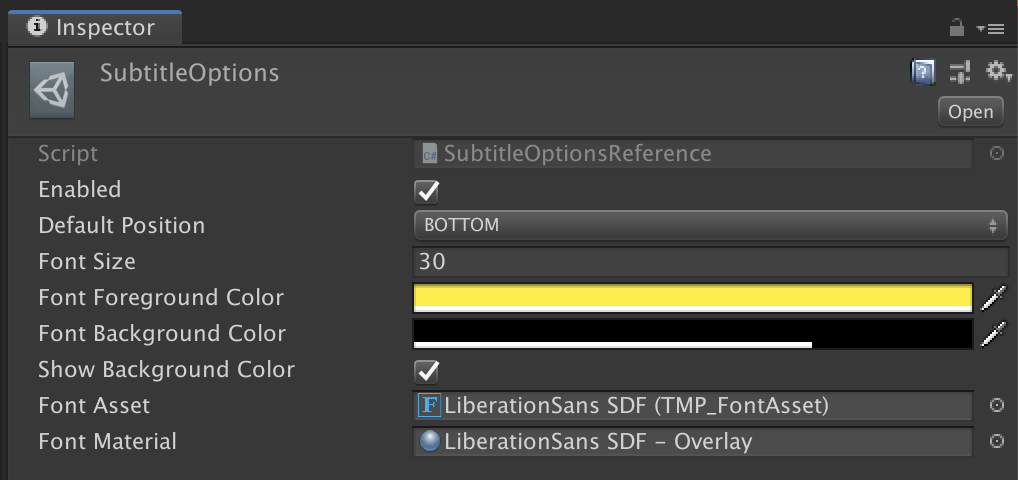 Inspector
SubtitleOptions
Open
Script C# SubtitleOptionsReference
Enabled
Default Position BOTTOM
Font Size 30
Font Foreground Color
Font Background Color
Show Background Color
Font Asset F LiberationSans SDF (TMP_FontAsset)
Font Material LiberationSans SDF – Overlay